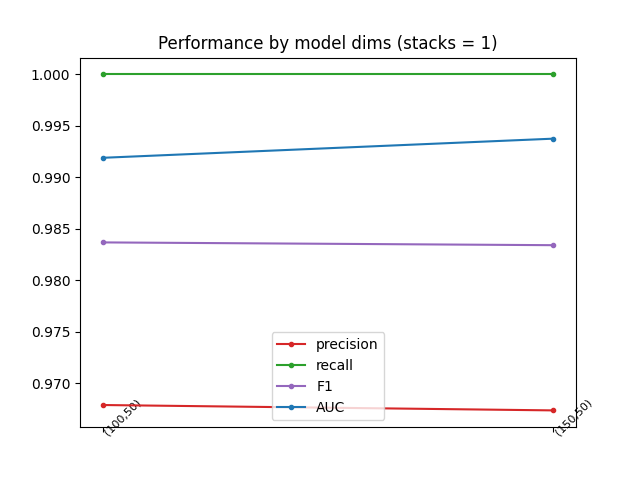 Performance by model dims (stacks = 1)
1.000
0.995
0.990
0.985
0.980
0.975
0.970
precision
recall
F1
AUC
(100,50)
(150,50)